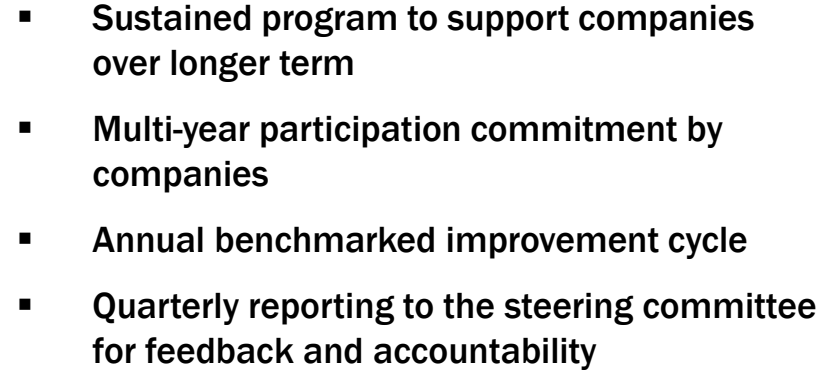 ▪ Sustained program to support companies
over longer term
▪ Multi-year participation commitment by
companies
▪ Annual benchmarked improvement cycle
▪ Quarterly reporting to the steering committee
for feedback and accountability